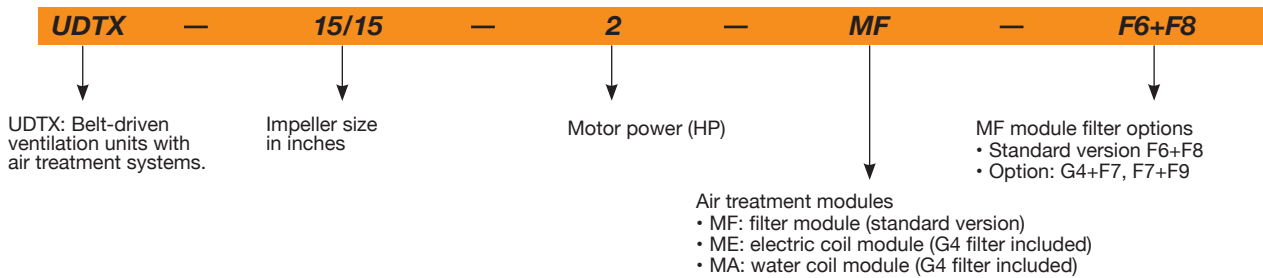 UDTX — 15/15 — 2 — MF — F6+F8
UDTX: Belt-driven
ventilation units with
air treatment systems.
Impeller size
in inches
Motor power (HP)
Air treatment modules
• MF: filter module (standard version)
• ME: electric coil module (G4 filter included)
• MA: water coil module (G4 filter included)
MF module filter options
• Standard version F6+F8
• Option: G4+F7, F7+F9